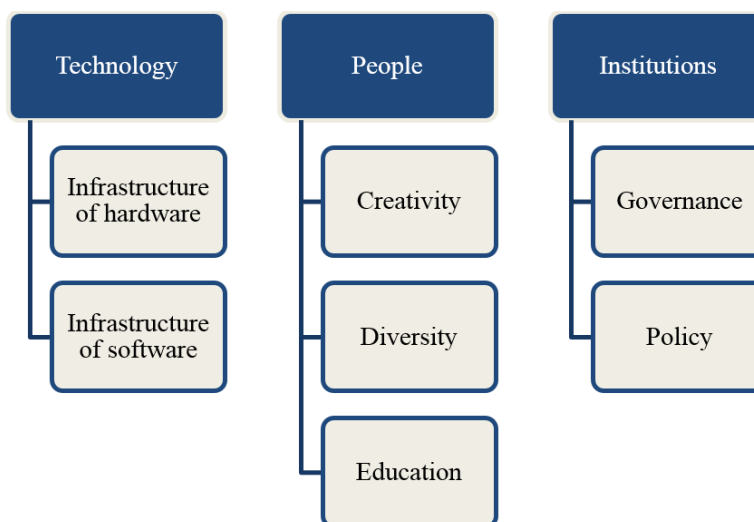 Technology
Infrastructure
of hardware
Infrastructure
of software
People
Creativity
Diversity
Education
Institutions
Governance
Policy